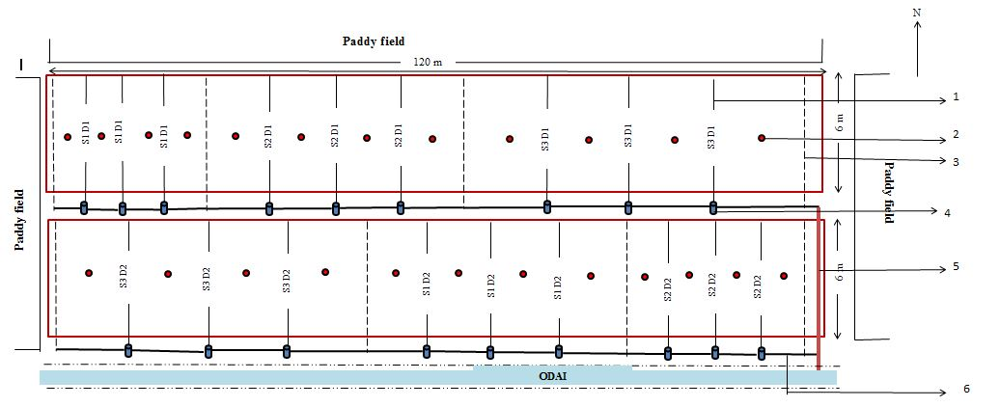 N
Paddy field
120 m
S1 D1
S1 D1
S1 D1
S2 D1
S2 D1
S2 D1
S3 D1
S3 D1
S3 D1
6 m
1
2
3
4
Paddy field
Paddy field
S3 D2
S3 D2
S3 D2
S1 D2
S1 D2
S1 D2
S2 D2
S2 D2
S2 D2
6 m
5
ODAI
6